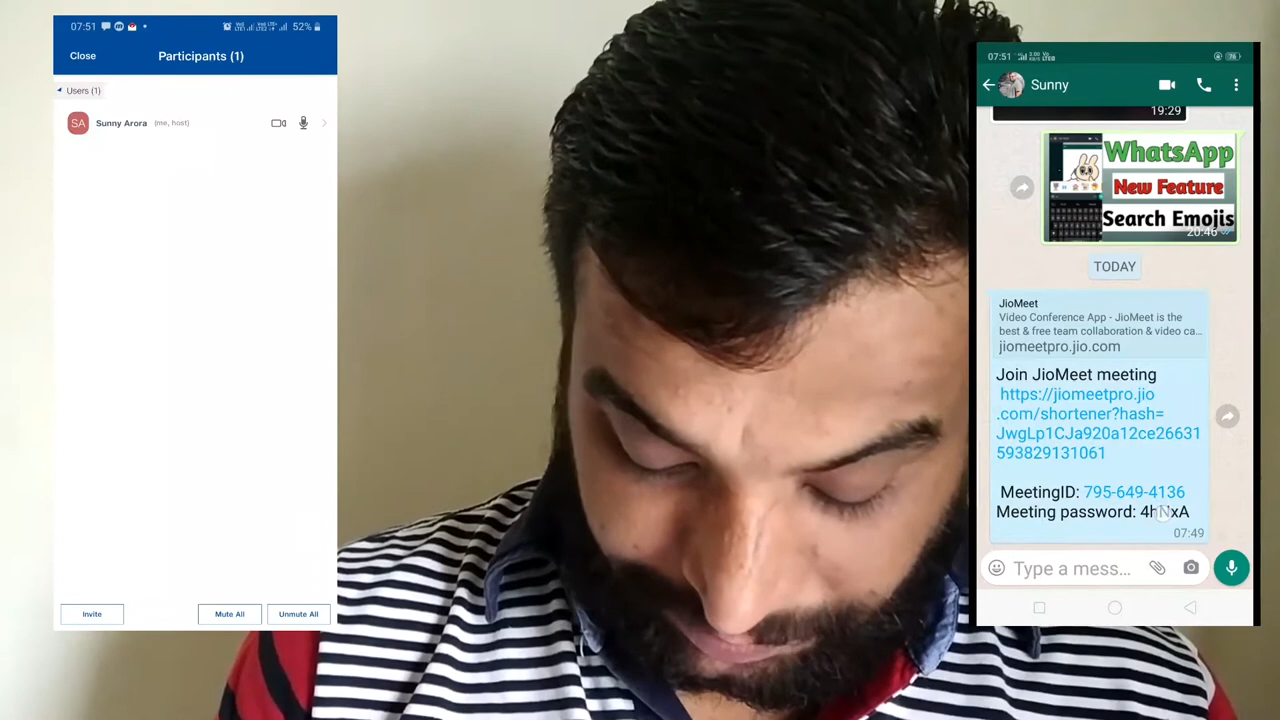 07:51
52%
Close
Participants (1)
Users (1)
SA Sunny Arora (me, host)
Invite
Mute All
Unmute All
07:51
76
Sunny
19:29
WhatsApp
New Feature
Search Emojis
20:46
TODAY
JioMeet
Video Conference App - JioMeet is the
best & free team collaboration & video ca...
jiomeetpro.jio.com
Join JioMeet meeting
https://jiomeetpro.jio
.com/shortener?hash=
JwgLp1CJa920a12ce26631
593829131061
MeetingID: 795-649-4136
Meeting password: 4hNxA
07:49
Type a mess...